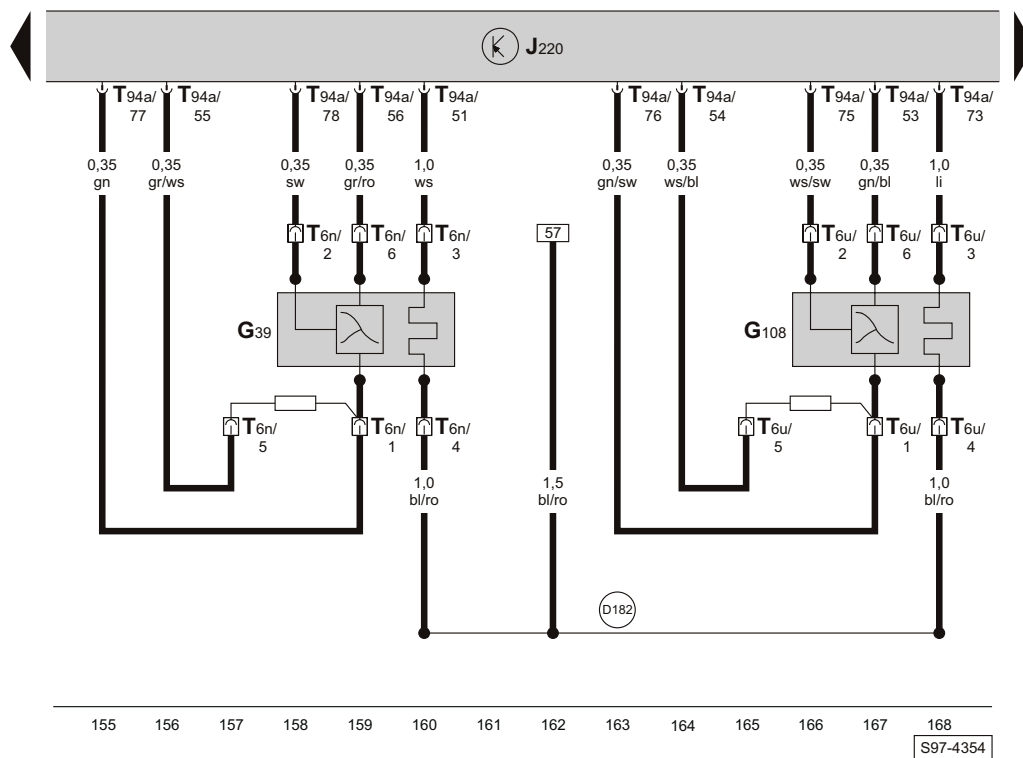 J220
T94a/ 77
T94a/ 55
T94a/ 78
T94a/ 56
T94a/ 51
T94a/ 76
T94a/ 54
T94a/ 75
T94a/ 53
T94a/ 73
0,35 gn
0,35 gr/ws
0,35 sw
0,35 gr/ro
1,0 ws
0,35 gn/sw
0,35 ws/bl
0,35 ws/sw
0,35 gn/bl
1,0 li
T6n/ 2
T6n/ 6
T6n/ 3
57
T6u/ 2
T6u/ 6
T6u/ 3
G39
G108
T6n/ 5
T6n/ 1
T6n/ 4
T6u/ 5
T6u/ 1
T6u/ 4
1,0 bl/ro
1,5 bl/ro
1,0 bl/ro
D182
155 156 157 158 159 160 161 162 163 164 165 166 167 168
S97-4354